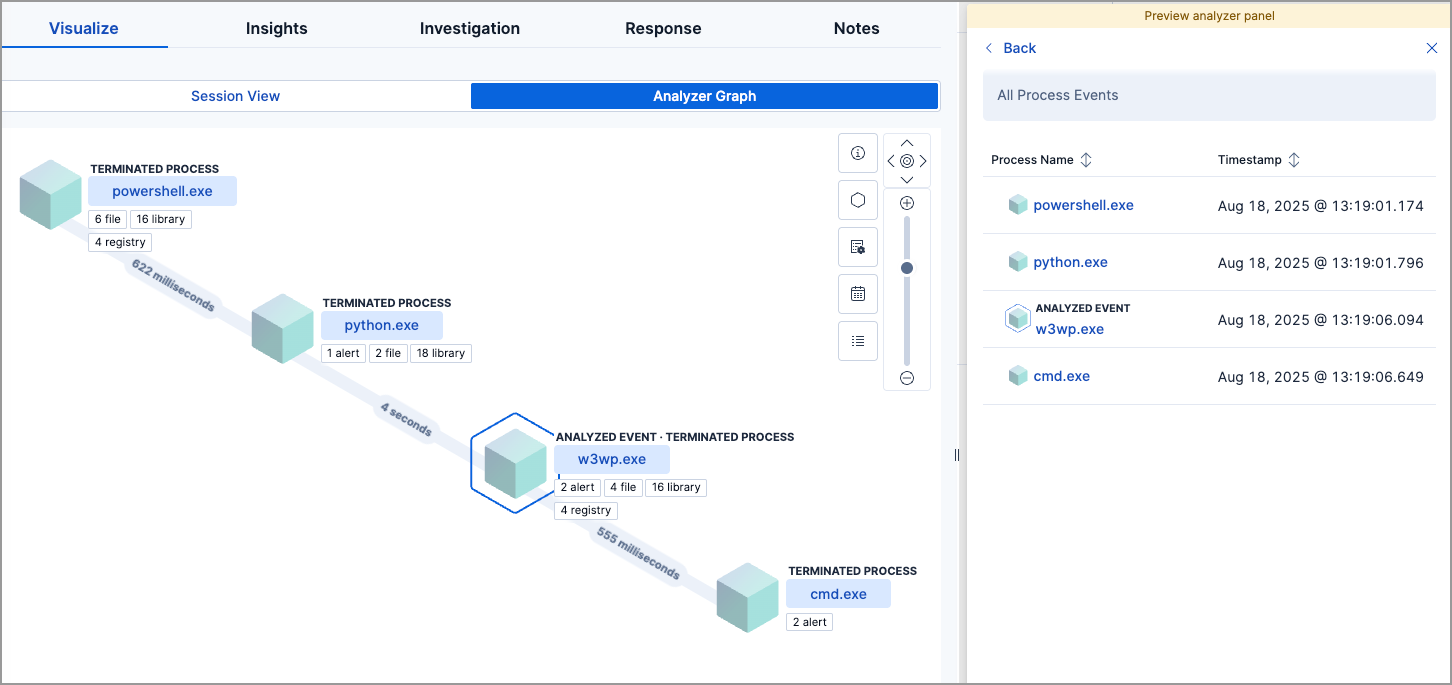 Visualize
Insights
Investigation
Response
Notes
Session View
Analyzer Graph
TERMINATED PROCESS
powershell.exe
6 file
16 library
4 registry
622 milliseconds
TERMINATED PROCESS
python.exe
1 alert
2 file
18 library
4 seconds
ANALYZED EVENT · TERMINATED PROCESS
w3wp.exe
2 alert
4 file
16 library
4 registry
555 milliseconds
TERMINATED PROCESS
cmd.exe
2 alert
Preview analyzer panel
Back
All Process Events
Process Name
Timestamp
powershell.exe
Aug 18, 2025 @ 13:19:01.174
python.exe
Aug 18, 2025 @ 13:19:01.796
ANALYZED EVENT
w3wp.exe
Aug 18, 2025 @ 13:19:06.094
cmd.exe
Aug 18, 2025 @ 13:19:06.649